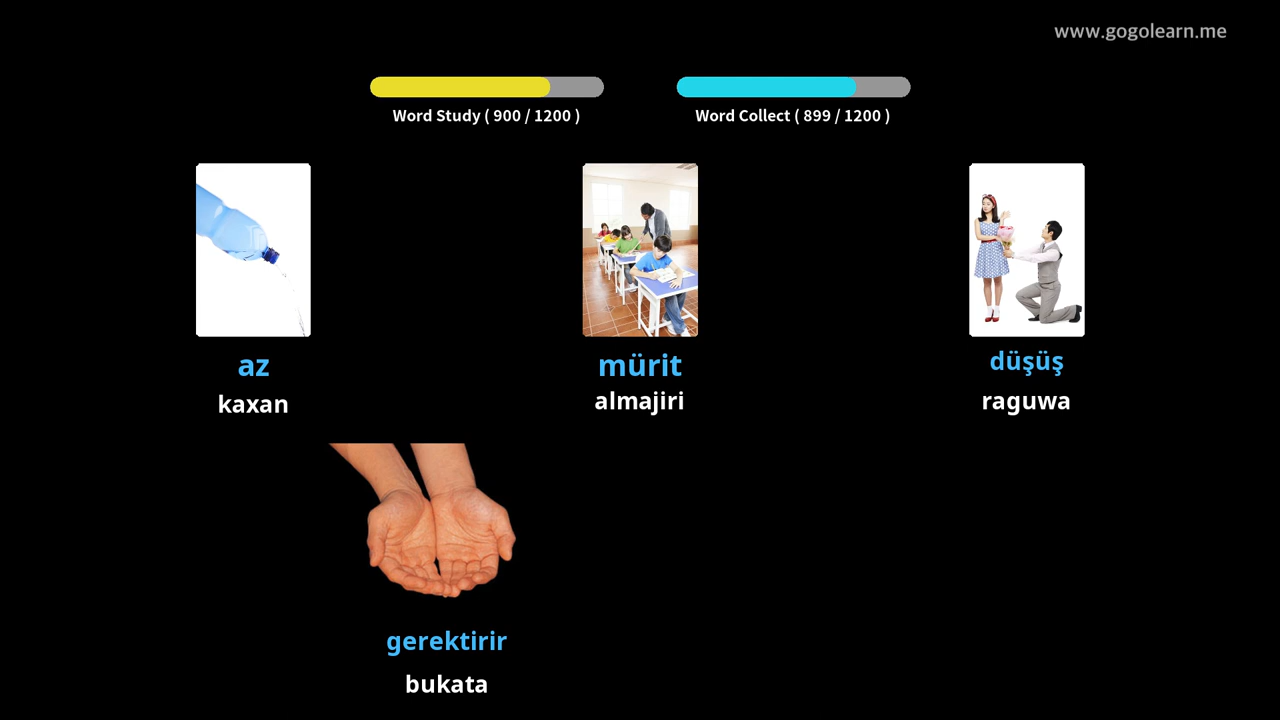 www.gogolearn.me
Word Study ( 900 / 1200 )
Word Collect ( 899 / 1200 )
az
kaxan
mürit
almajiri
düşüş
raguwa
gerektirir
bukata